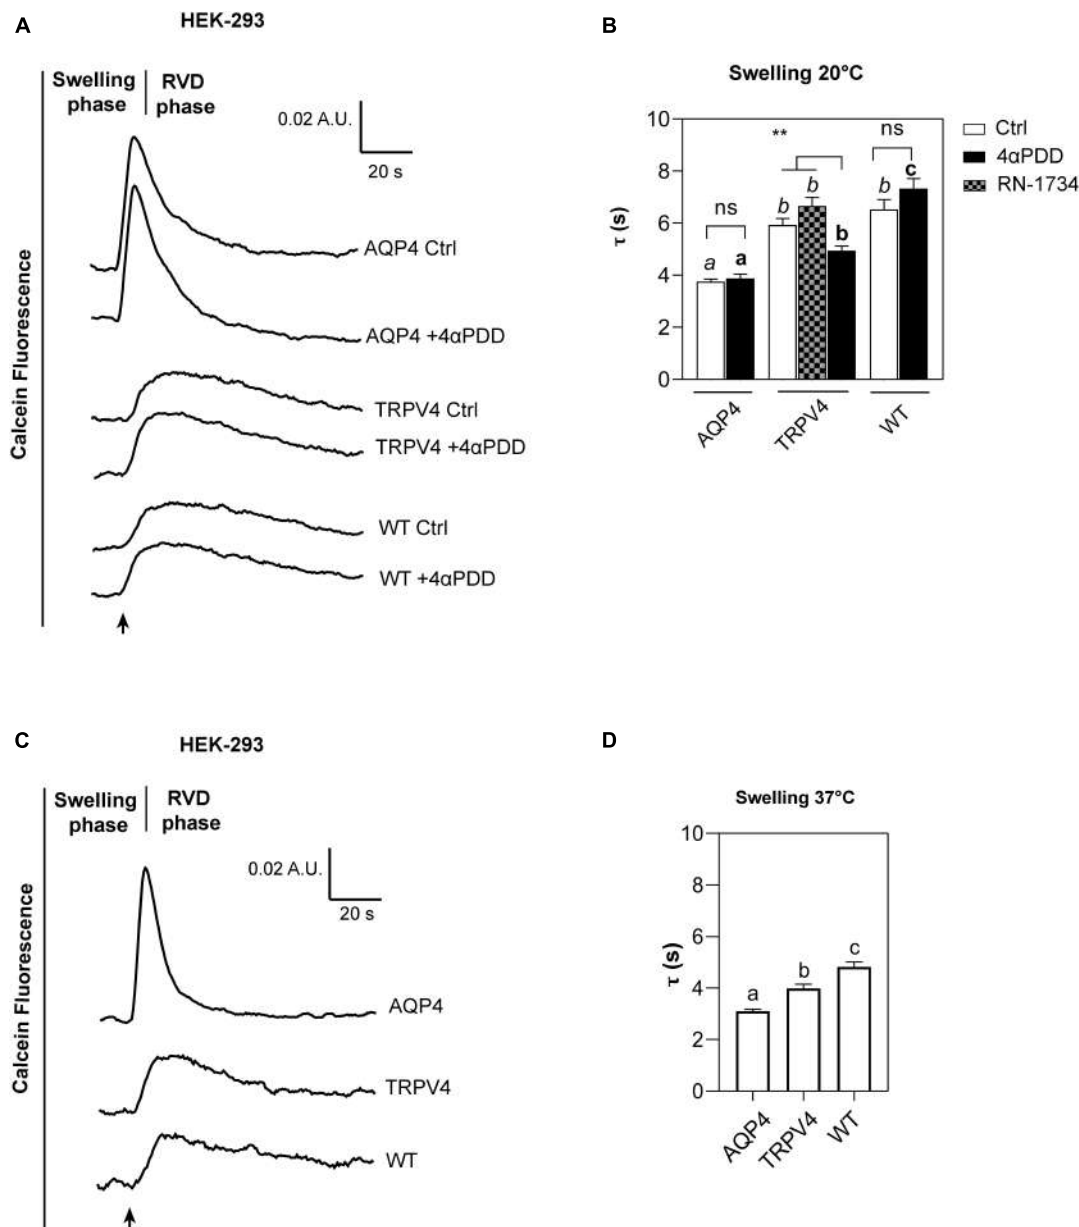 A
HEK-293
Swelling phase
RVD phase
0.02 A.U.
20 s
Calcein Fluorescence
AQP4 Ctrl
AQP4 +4αPDD
TRPV4 Ctrl
TRPV4 +4αPDD
WT Ctrl
WT +4αPDD
B
Swelling 20°C
Ctrl
4αPDD
RN-1734
τ (s)
10
8
6
4
2
0
ns
a
a
**
b
b
b
ns
b
c
AQP4
TRPV4
WT
C
HEK-293
Swelling phase
RVD phase
0.02 A.U.
20 s
Calcein Fluorescence
AQP4
TRPV4
WT
D
Swelling 37°C
τ (s)
10
8
6
4
2
0
a
b
c
AQP4
TRPV4
WT